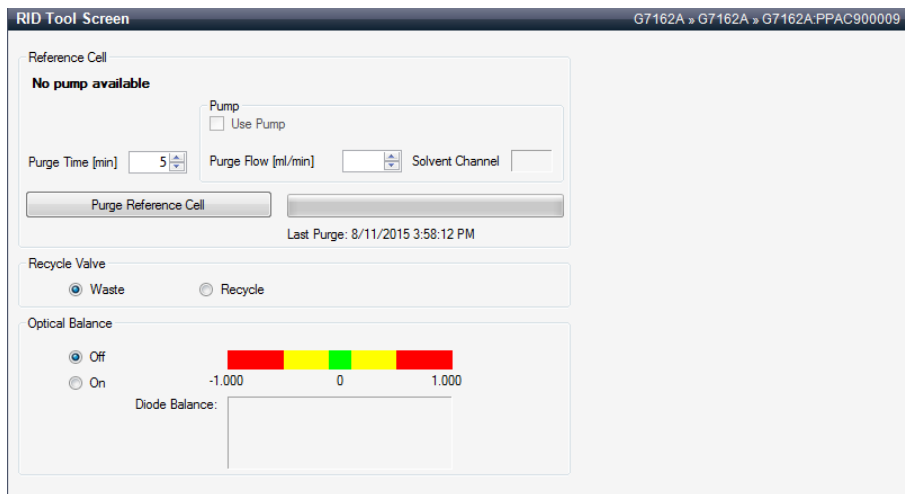 RID Tool Screen G7162A » G7162A » G7162A:PPAC900009
Reference Cell
No pump available
Pump
Use Pump
Purge Time [min] 5 Purge Flow [ml/min] Solvent Channel
Purge Reference Cell
Last Purge: 8/11/2015 3:58:12 PM
Recycle Valve
Waste Recycle
Optical Balance
Off
On -1.000 0 1.000
Diode Balance: